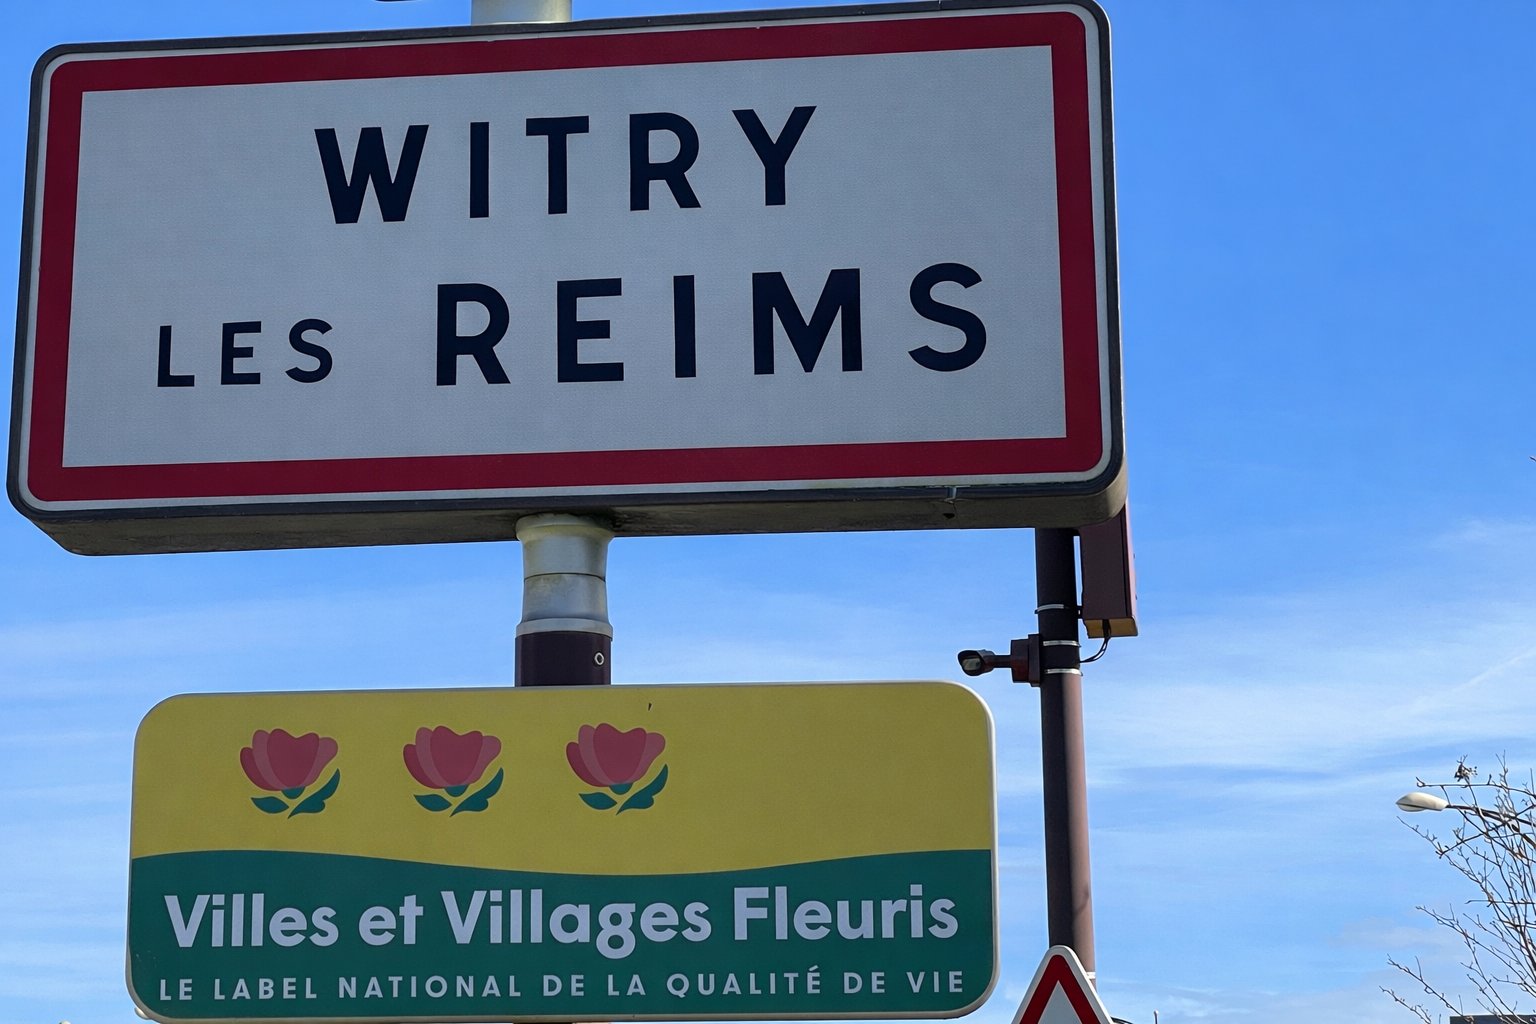 WITRY
LES REIMS
Villes et Villages Fleuris
LE LABEL NATIONAL DE LA QUALITÉ DE VIE